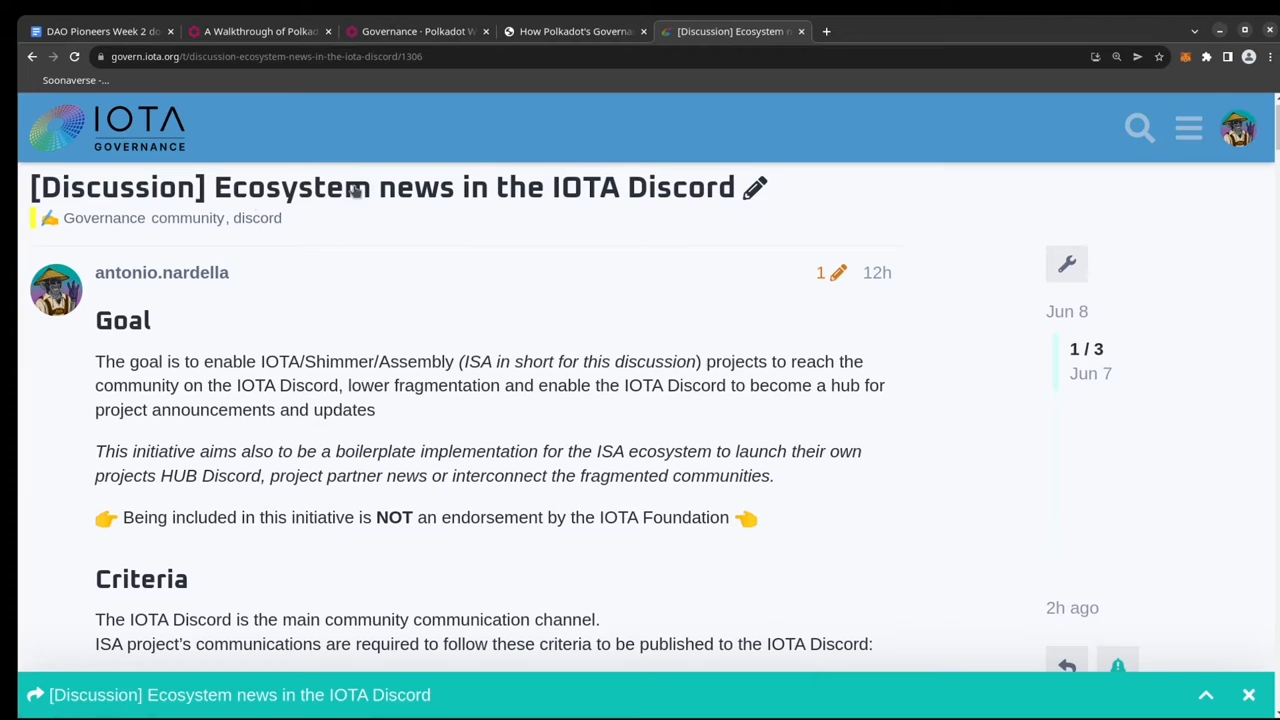 DAO Pioneers Week 2 do
A Walkthrough of Polkad
Governance · Polkadot W
How Polkadot's Governa
[Discussion] Ecosystem n
govern.iota.org/t/discussion-ecosystem-news-in-the-iota-discord/1306
Soonaverse -...
IOTA
GOVERNANCE
[Discussion] Ecosystem news in the IOTA Discord
Governance community, discord
antonio.nardella
1
12h
Goal
The goal is to enable IOTA/Shimmer/Assembly (ISA in short for this discussion) projects to reach the
community on the IOTA Discord, lower fragmentation and enable the IOTA Discord to become a hub for
project announcements and updates
This initiative aims also to be a boilerplate implementation for the ISA ecosystem to launch their own
projects HUB Discord, project partner news or interconnect the fragmented communities.
Being included in this initiative is NOT an endorsement by the IOTA Foundation
Criteria
The IOTA Discord is the main community communication channel.
ISA project's communications are required to follow these criteria to be published to the IOTA Discord:
Jun 8
1 / 3
Jun 7
2h ago
[Discussion] Ecosystem news in the IOTA Discord